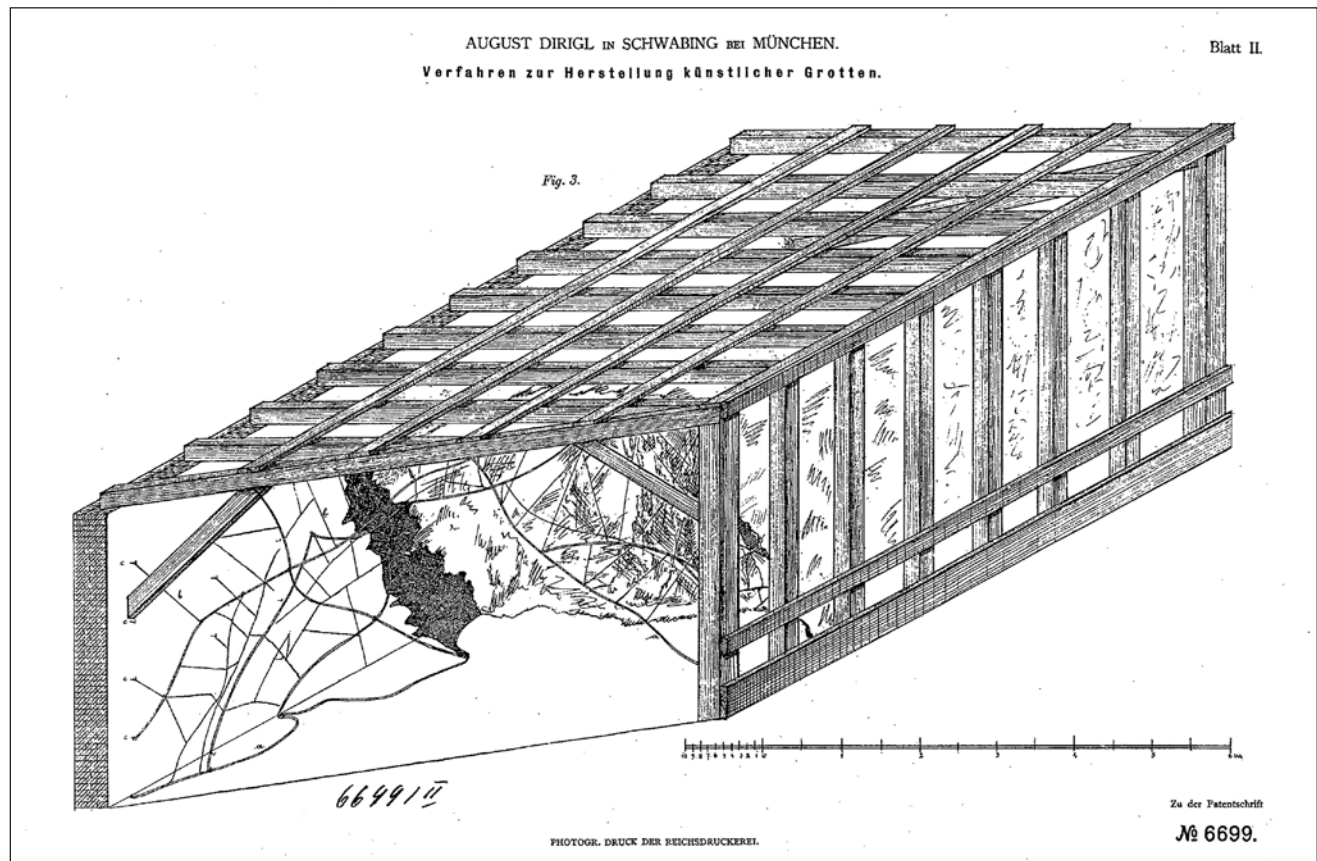 AUGUST DIRIGL IN SCHWABING BEI MÜNCHEN.
Blatt II.
Verfahren zur Herstellung künstlicher Grotten.
Fig. 3.
c
c
c
c
a
66991 II
Zu der Patentschrift
№ 6699.
PHOTOGR. DRUCK DER REICHSDRUCKEREI.